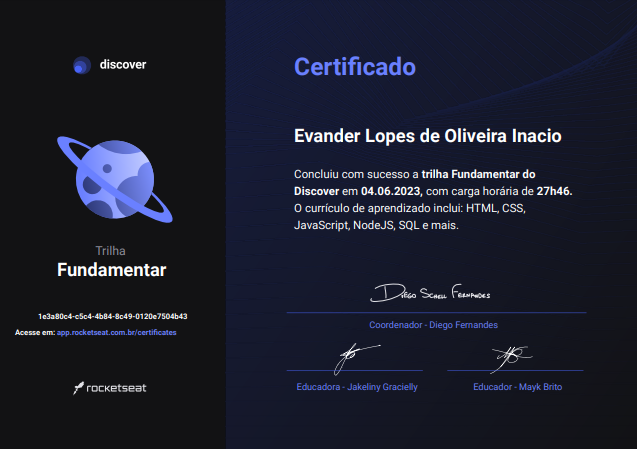 discover
Trilha
Fundamentar
1e3a80c4-c5c4-4b84-8c49-0120e7504b43
Acesse em: app.rocketseat.com.br/certificates
rocketseat
Certificado
Evander Lopes de Oliveira Inacio
Concluiu com sucesso a trilha Fundamentar do
Discover em 04.06.2023, com carga horária de 27h46.
O currículo de aprendizado inclui: HTML, CSS,
JavaScript, NodeJS, SQL e mais.
Diego Schell Fernandes
Coordenador - Diego Fernandes
Educadora - Jakeliny Gracielly
Educador - Mayk Brito